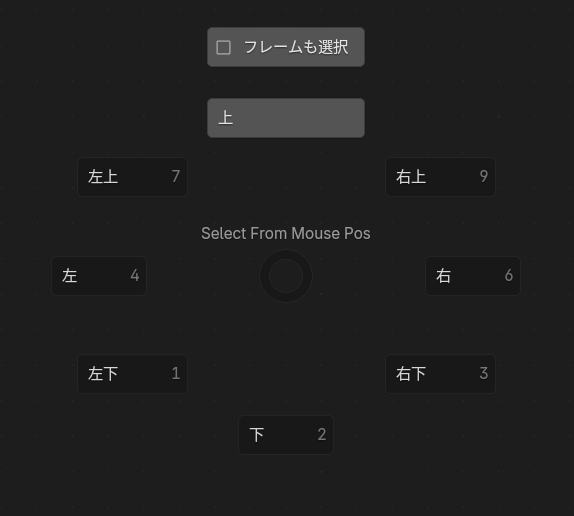 フレームも選択
上
左上 7
右上 9
Select From Mouse Pos
左 4
右 6
左下 1
右下 3
下 2